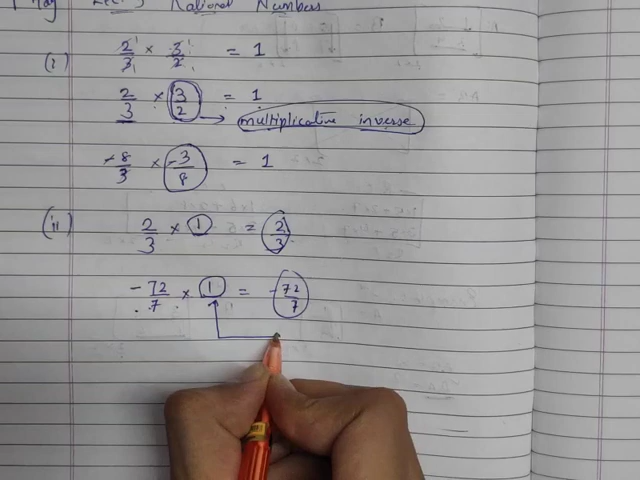 Rational Numbers
(i) 2/3 × 3/2 = 1
2/3 × 3/2 = 1
multiplicative inverse
-8/3 × -3/8 = 1
(ii) 2/3 × 1 = 2/3
-72/7 × 1 = -72/7